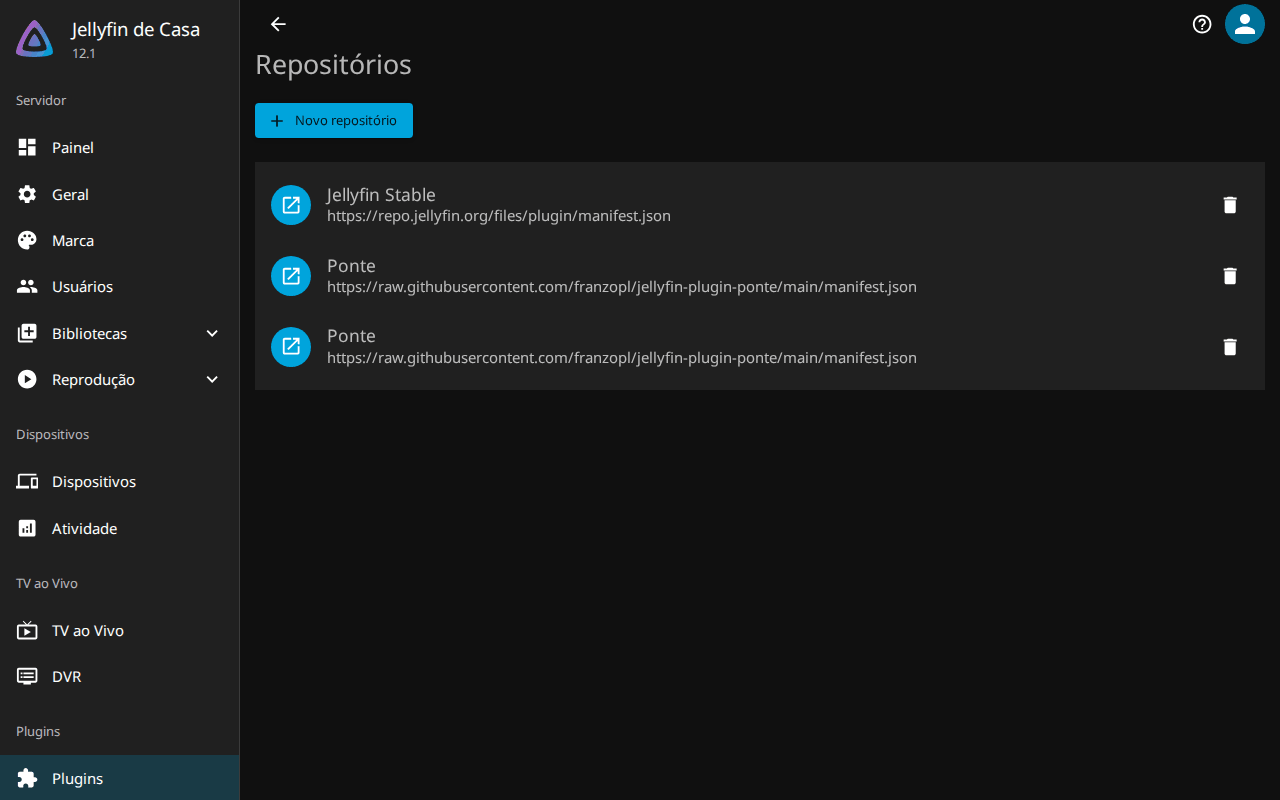 Jellyfin de Casa
12.1
Servidor
Painel
Geral
Marca
Usuários
Bibliotecas
Reprodução
Dispositivos
Dispositivos
Atividade
TV ao Vivo
TV ao Vivo
DVR
Plugins
Plugins
Repositórios
Novo repositório
Jellyfin Stable
https://repo.jellyfin.org/files/plugin/manifest.json
Ponte
https://raw.githubusercontent.com/franzopl/jellyfin-plugin-ponte/main/manifest.json
Ponte
https://raw.githubusercontent.com/franzopl/jellyfin-plugin-ponte/main/manifest.json